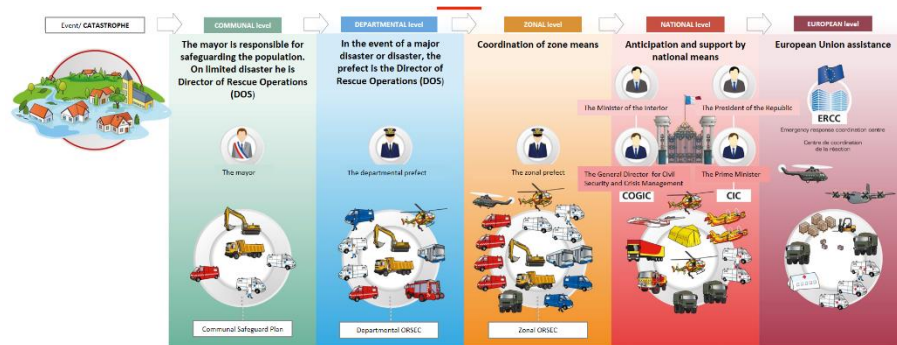 Event/ CATASTROPHE
COMMUNAL level
The mayor is responsible for
safeguarding the population.
On limited disaster he is
Director of Rescue Operations
(DOS)
The mayor
Communal Safeguard Plan
DEPARTMENTAL level
In the event of a major
disaster or disaster, the
prefect is the Director of
Rescue Operations (DOS)
The departmental prefect
Departmental ORSEC
ZONAL level
Coordination of zone means
The zonal prefect
Zonal ORSEC
NATIONAL level
Anticipation and support by
national means
The Minister of the Interior
The President of the Republic
The General Director for Civil
Security and Crisis Management
The Prime Minister
COGIC
CIC
EUROPEAN level
European Union assistance
ERCC
Emergency response coordination centre
Centre de coordination
de la réaction